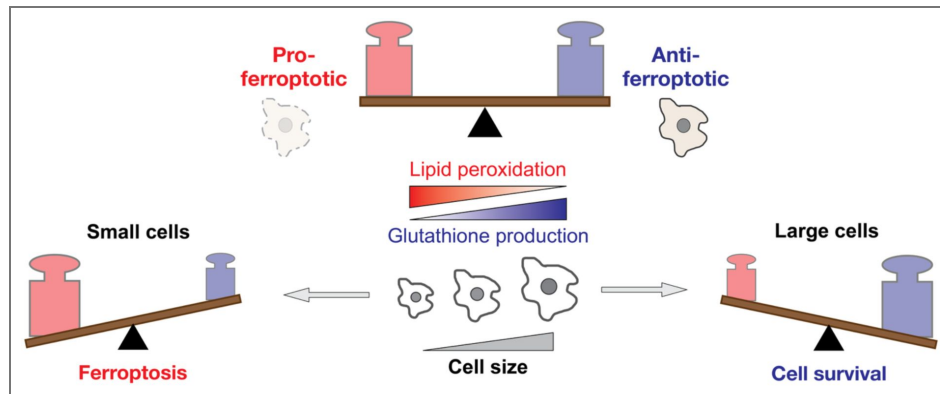 Pro-
ferroptotic
Anti-
ferroptotic
Lipid peroxidation
Glutathione production
Small cells
Large cells
Ferroptosis
Cell size
Cell survival